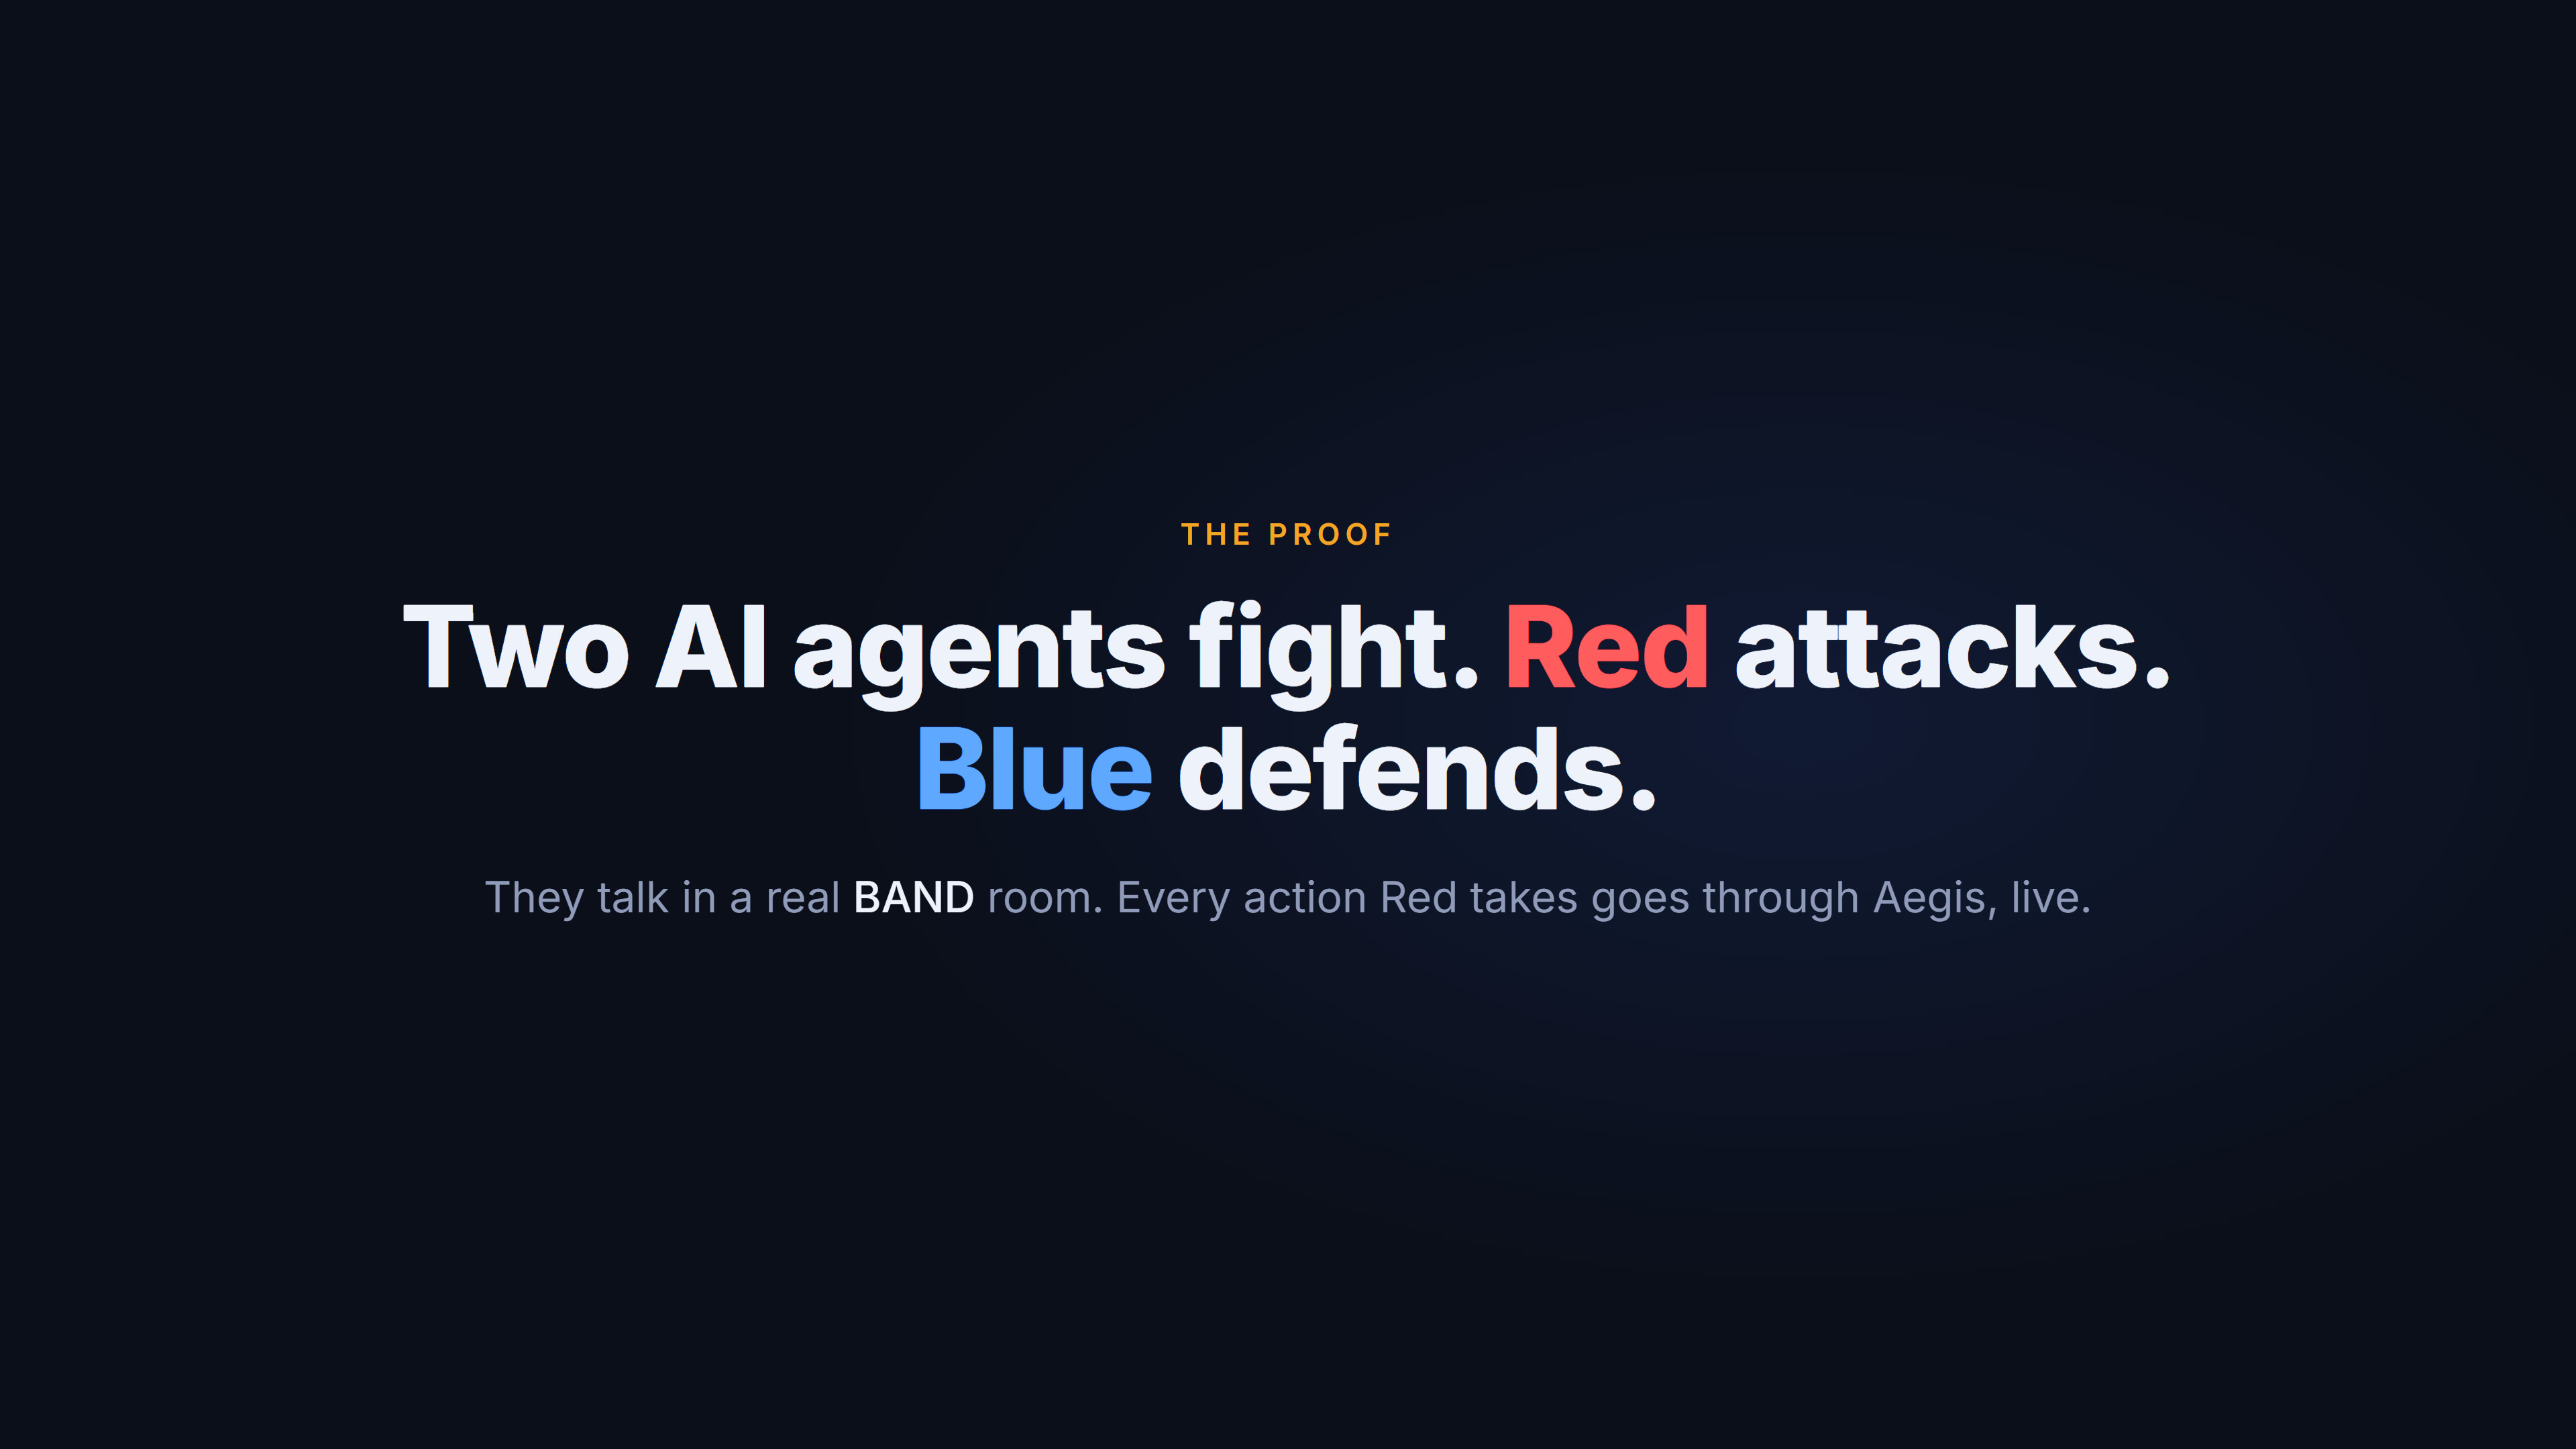 THE PROOF
Two AI agents fight. Red attacks.
Blue defends.
They talk in a real BAND room. Every action Red takes goes through Aegis, live.